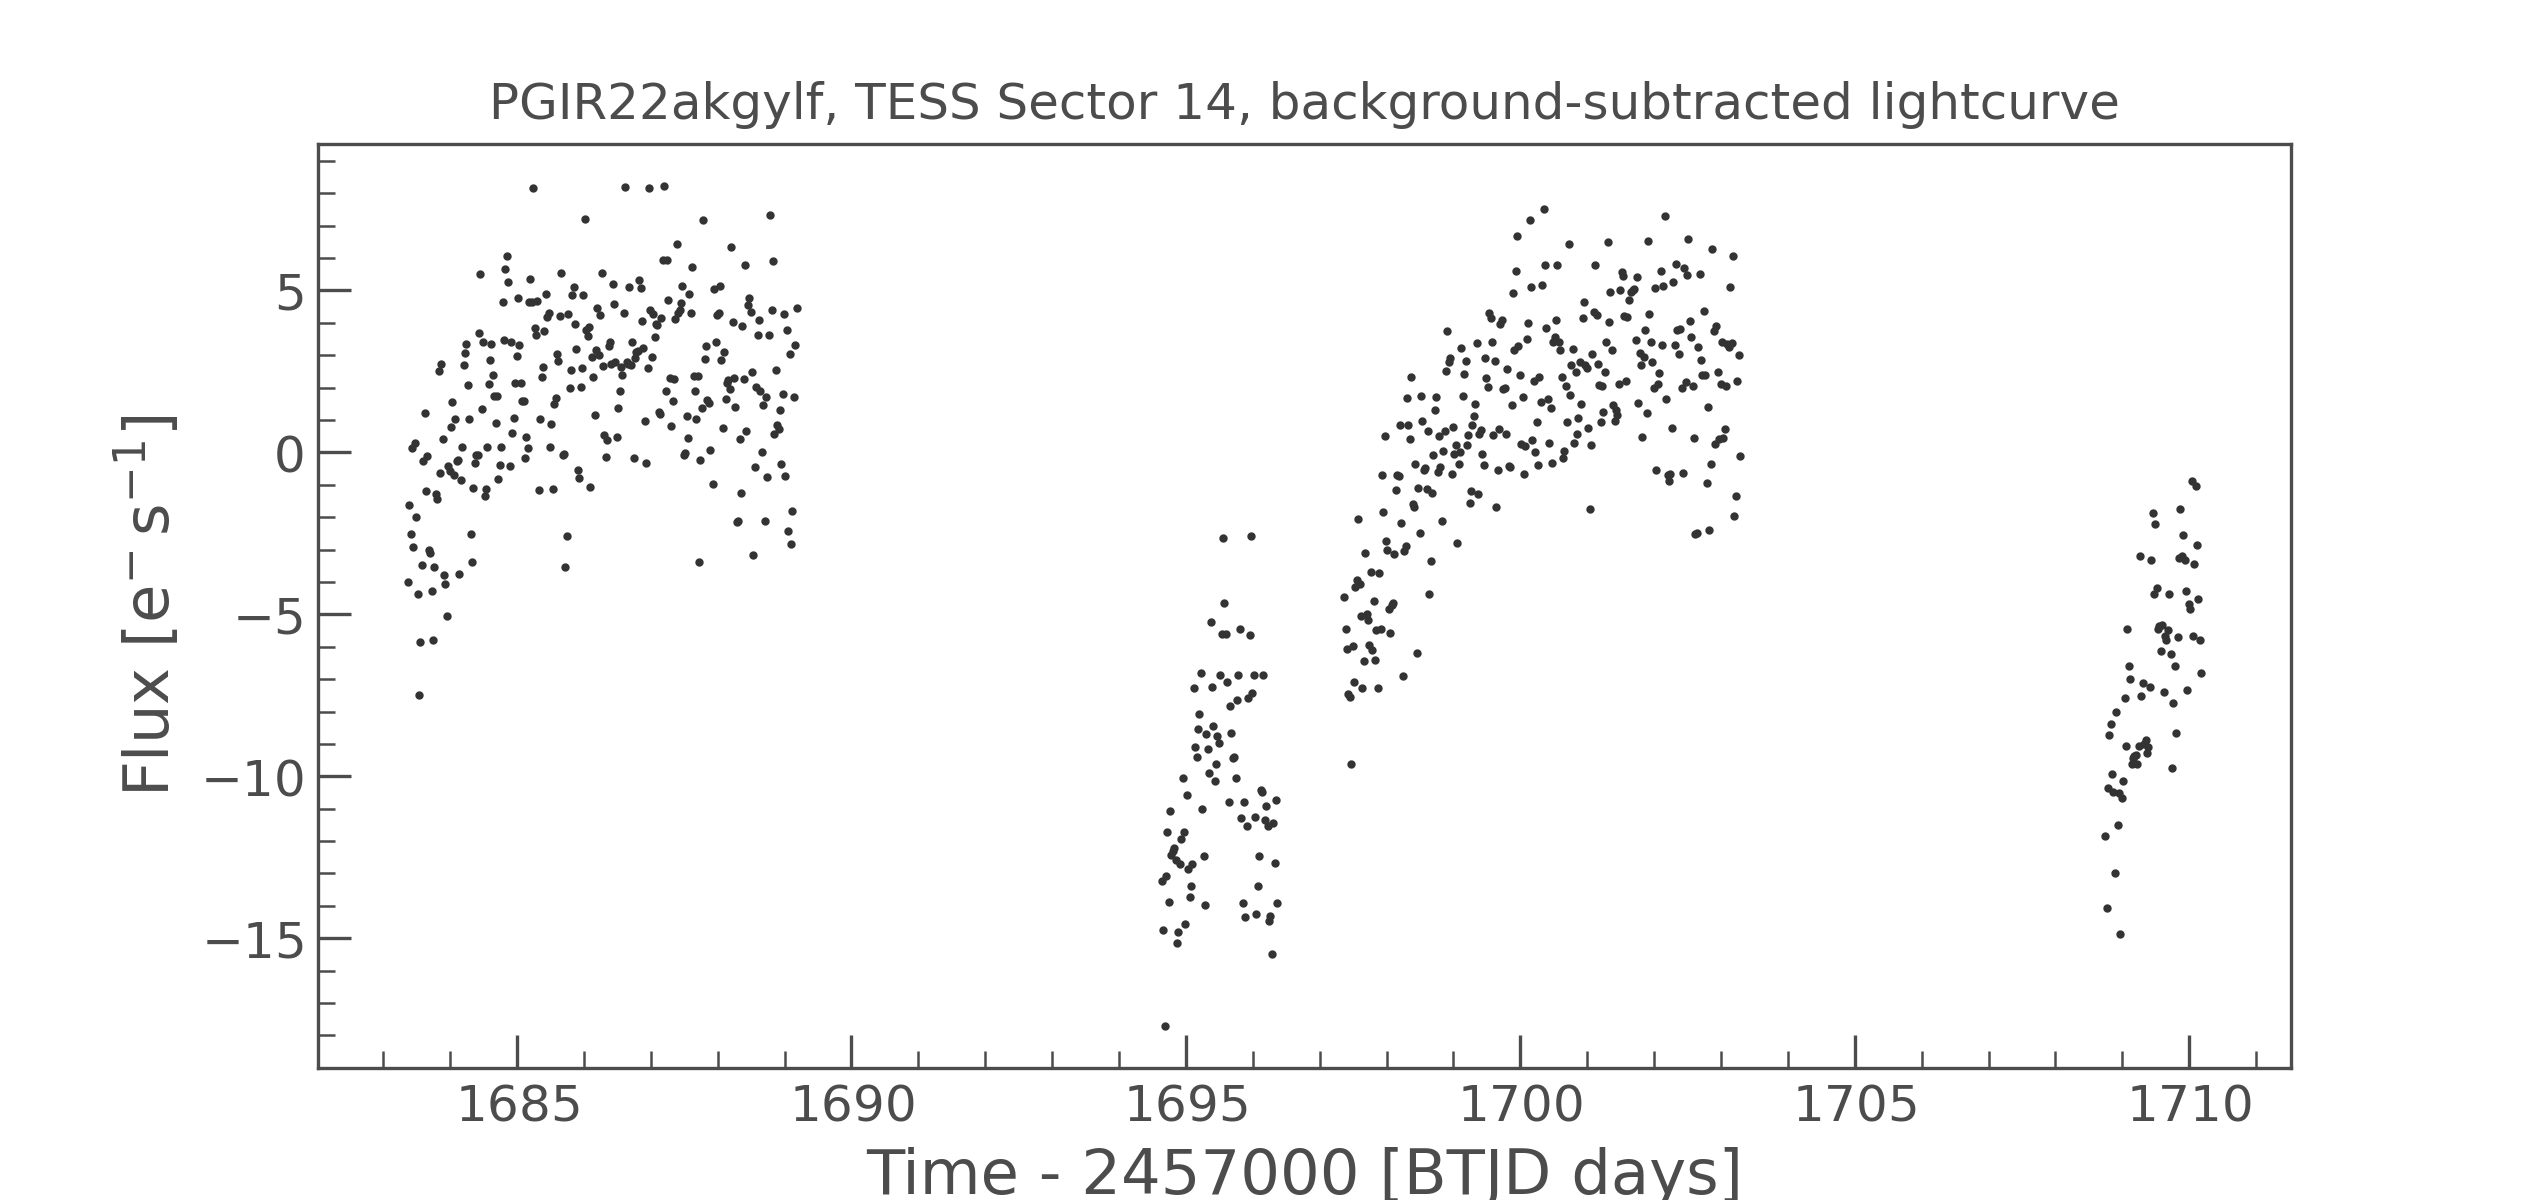 PGIR22akgylf, TESS Sector 14, background-subtracted lightcurve
Flux [e⁻ s⁻¹]
5
0
−5
−10
−15
1685 1690 1695 1700 1705 1710
Time - 2457000 [BTJD days]